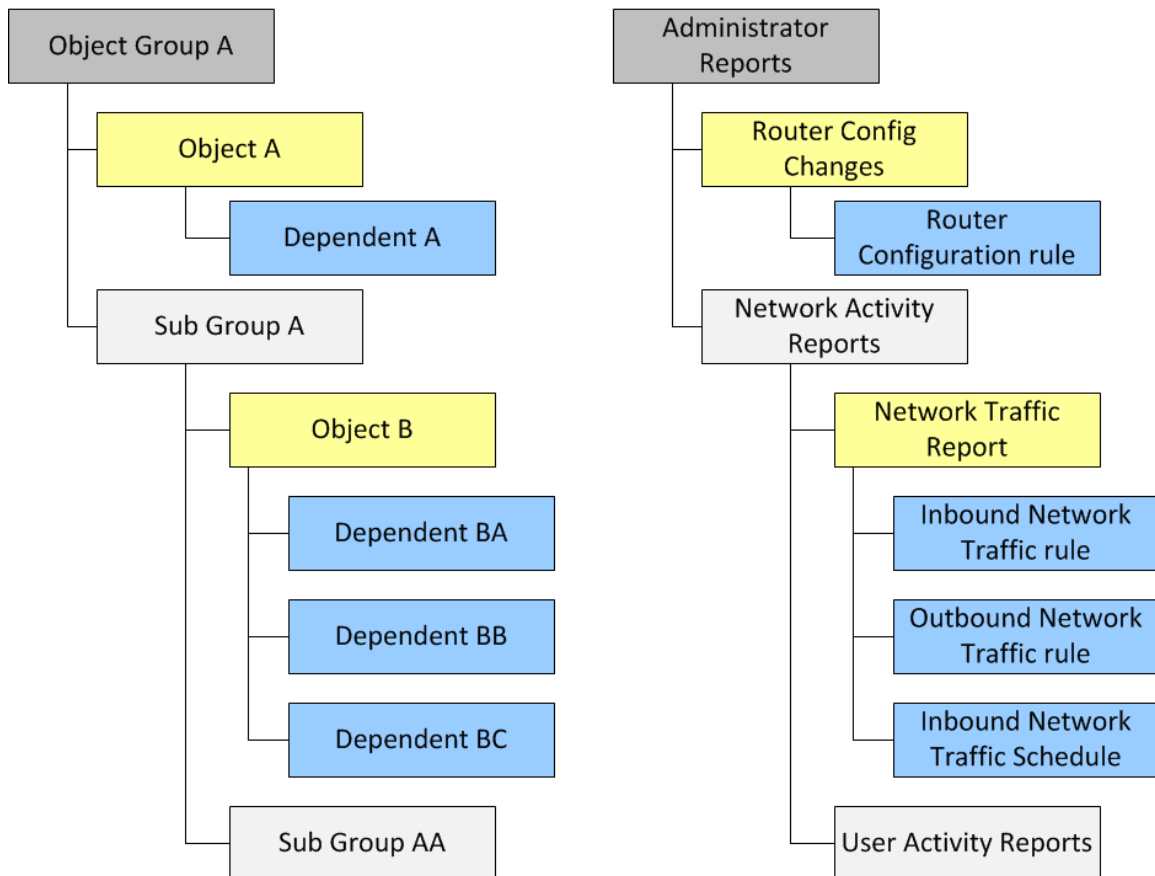 Object Group A
Object A
Dependent A
Sub Group A
Object B
Dependent BA
Dependent BB
Dependent BC
Sub Group AA
Administrator
Reports
Router Config
Changes
Router
Configuration rule
Network Activity
Reports
Network Traffic
Report
Inbound Network
Traffic rule
Outbound Network
Traffic rule
Inbound Network
Traffic Schedule
User Activity Reports